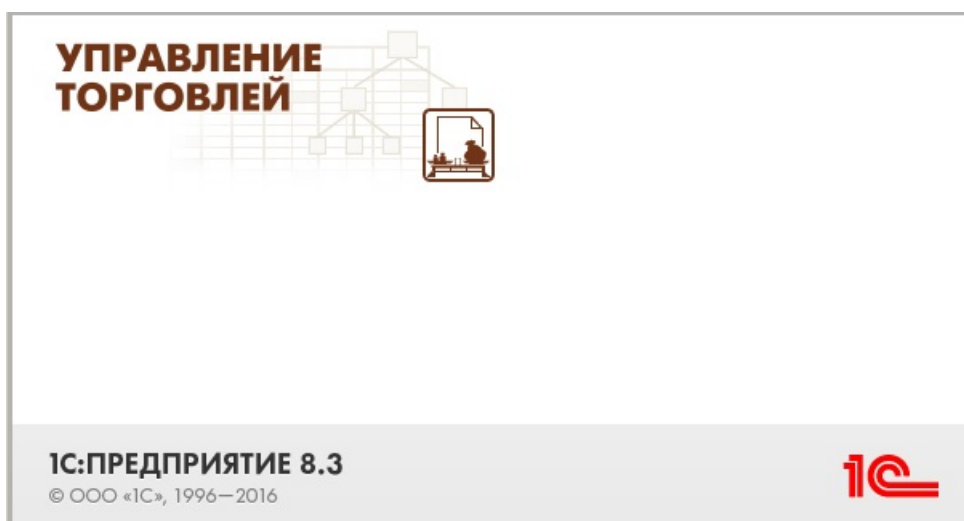 УПРАВЛЕНИЕ
ТОРГОВЛЕЙ
1С:ПРЕДПРИЯТИЕ 8.3
© ООО «1С», 1996—2016
1С